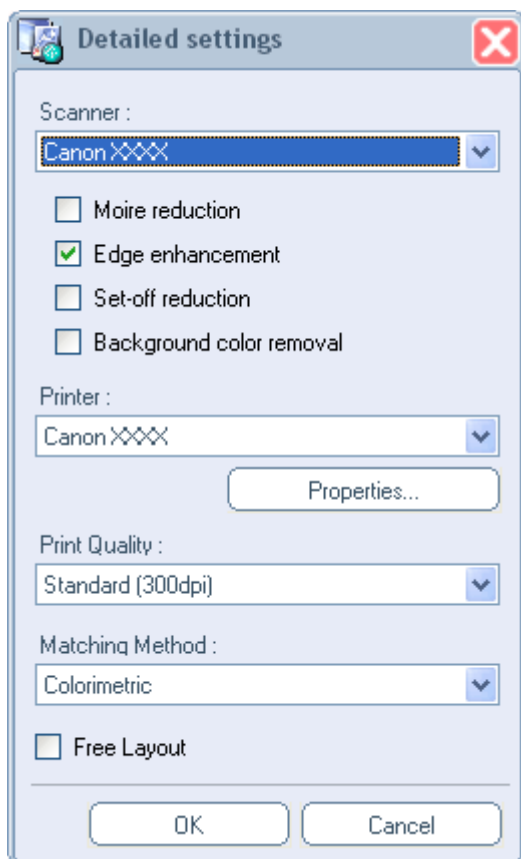 Detailed settings
Scanner :
Canon XXXX
Moire reduction
Edge enhancement
Set-off reduction
Background color removal
Printer :
Canon XXXX
Properties...
Print Quality :
Standard (300dpi)
Matching Method :
Colorimetric
Free Layout
OK
Cancel